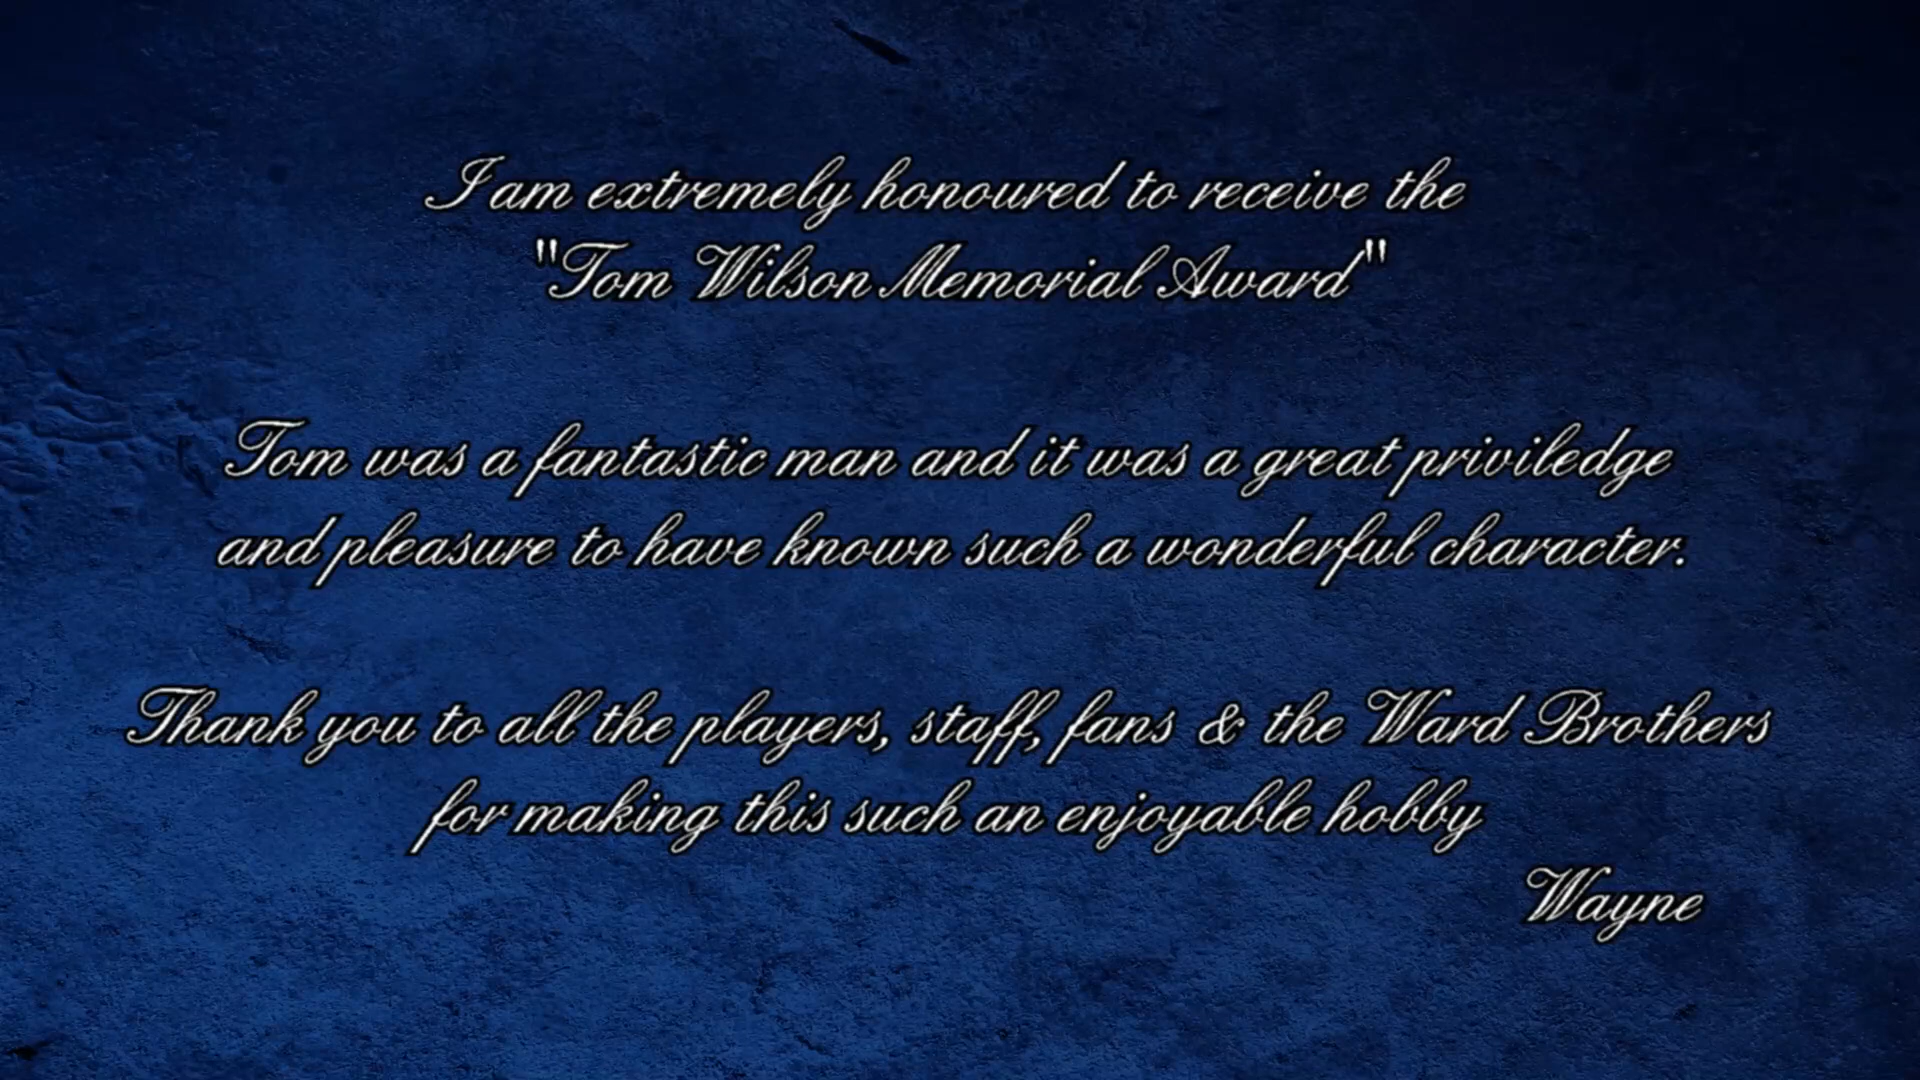 I am extremely honoured to receive the
"Tom Wilson Memorial Award"
Tom was a fantastic man and it was a great priviledge
and pleasure to have known such a wonderful character.
Thank you to all the players, staff, fans & the Ward Brothers
for making this such an enjoyable hobby
Wayne